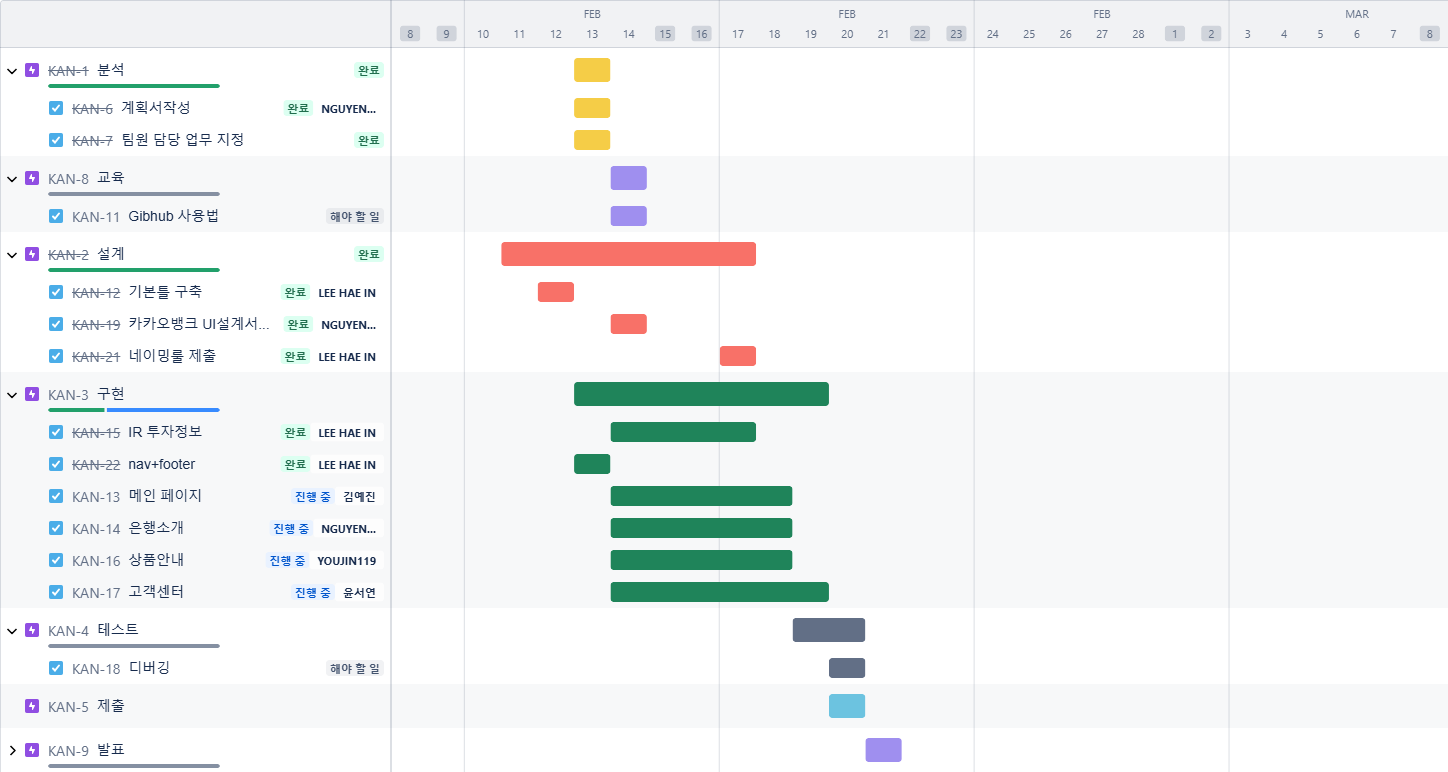 FEB FEB FEB MAR
8 9 10 11 12 13 14 15 16 17 18 19 20 21 22 23 24 25 26 27 28 1 2 3 4 5 6 7 8
KAN-1 분석 완료
KAN-6 계획서작성 완료 NGUYEN...
KAN-7 팀원 담당 업무 지정 완료
KAN-8 교육
KAN-11 Gibhub 사용법 해야 할 일
KAN-2 설계 완료
KAN-12 기본틀 구축 완료 LEE HAE IN
KAN-19 카카오뱅크 UI설계서... 완료 NGUYEN...
KAN-21 네이밍룰 제출 완료 LEE HAE IN
KAN-3 구현
KAN-15 IR 투자정보 완료 LEE HAE IN
KAN-22 nav+footer 완료 LEE HAE IN
KAN-13 메인 페이지 진행 중 김예진
KAN-14 은행소개 진행 중 NGUYEN...
KAN-16 상품안내 진행 중 YOUJIN119
KAN-17 고객센터 진행 중 윤서연
KAN-4 테스트
KAN-18 디버깅 해야 할 일
KAN-5 제출
KAN-9 발표